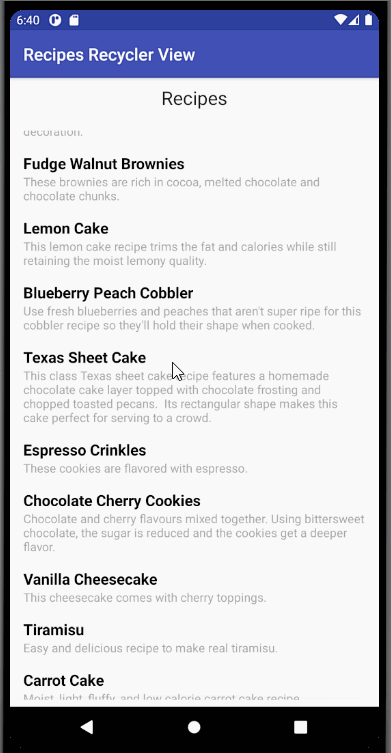 6:40
Recipes Recycler View
Recipes
decoration.
Fudge Walnut Brownies
These brownies are rich in cocoa, melted chocolate and
chocolate chunks.
Lemon Cake
This lemon cake recipe trims the fat and calories while still
retaining the moist lemony quality.
Blueberry Peach Cobbler
Use fresh blueberries and peaches that aren't super ripe for this
cobbler recipe so they'll hold their shape when cooked.
Texas Sheet Cake
This class Texas sheet cake recipe features a homemade
chocolate cake layer topped with chocolate frosting and
chopped toasted pecans.  Its rectangular shape makes this
cake perfect for serving to a crowd.
Espresso Crinkles
These cookies are flavored with espresso.
Chocolate Cherry Cookies
Chocolate and cherry flavours mixed together. Using bittersweet
chocolate, the sugar is reduced and the cookies get a deeper
flavor.
Vanilla Cheesecake
This cheesecake comes with cherry toppings.
Tiramisu
Easy and delicious recipe to make real tiramisu.
Carrot Cake
Moist, light, fluffy, and low calorie carrot cake recipe